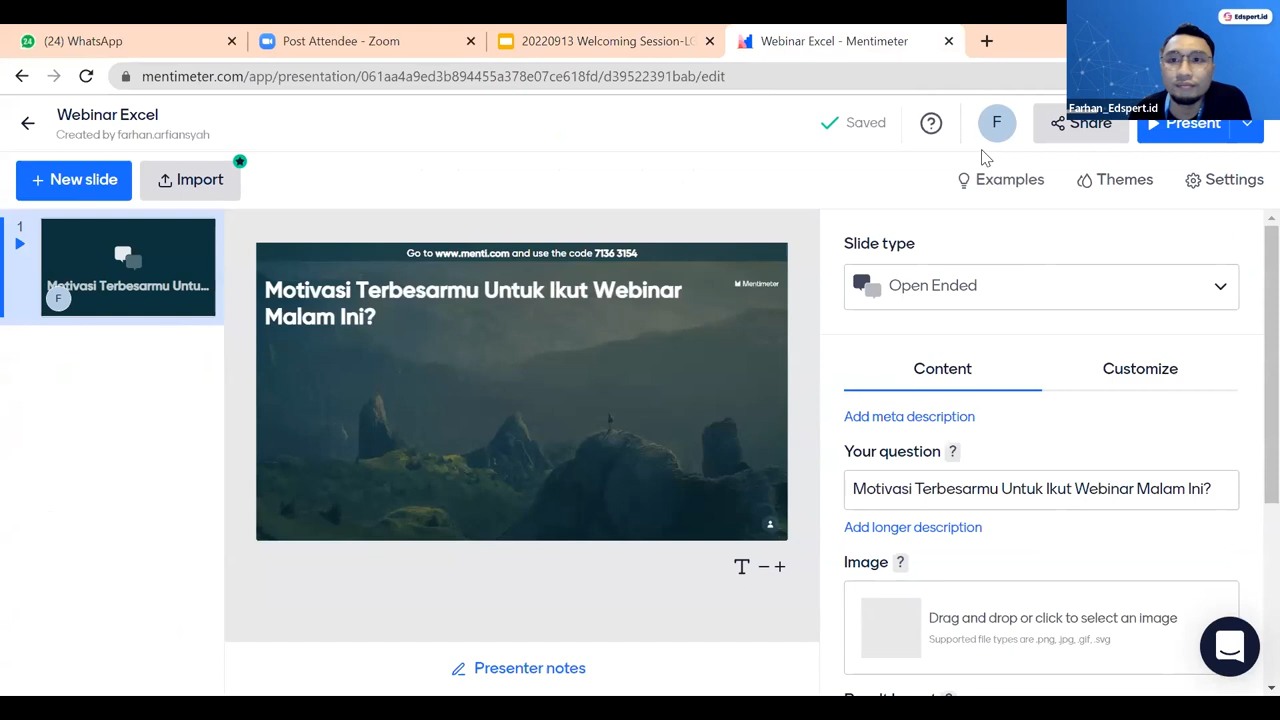 (24) WhatsApp
Post Attendee - Zoom
20220913 Welcoming Session-LG
Webinar Excel - Mentimeter
Edspert.id
mentimeter.com/app/presentation/061aa4a9ed3b894455a378e07ce618fd/d39522391bab/edit
Farhan_Edspert.id
Webinar Excel
Created by farhan.arfiansyah
Saved
F
Share
Present
+ New slide
Import
Examples
Themes
Settings
1
Motivasi Terbesarmu Untu...
F
Go to www.menti.com and use the code 7136 3154
Motivasi Terbesarmu Untuk Ikut Webinar
Malam Ini?
Mentimeter
T − +
Presenter notes
Slide type
Open Ended
Content
Customize
Add meta description
Your question ?
Motivasi Terbesarmu Untuk Ikut Webinar Malam Ini?
Add longer description
Image ?
Drag and drop or click to select an image
Supported file types are .png, .jpg, .gif, .svg